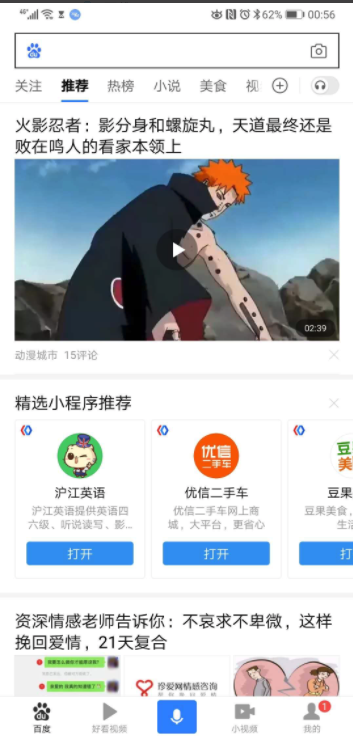 62% 00:56
关注 推荐 热榜 小说 美食 视
火影忍者：影分身和螺旋丸，天道最终还是
败在鸣人的看家本领上
02:39
动漫城市 15评论
精选小程序推荐
优信
二手车
豆
美
沪江英语 优信二手车 豆果
沪江英语提供英语四
六级、听说读写、影...
优信二手车网上商
城，大平台，更省心
豆果美食，
生活
打开 打开 打
资深情感老师告诉你：不哀求不卑微，这样
挽回爱情，21天复合
珍爱网情感咨询
百度 好看视频 小视频 我的
1